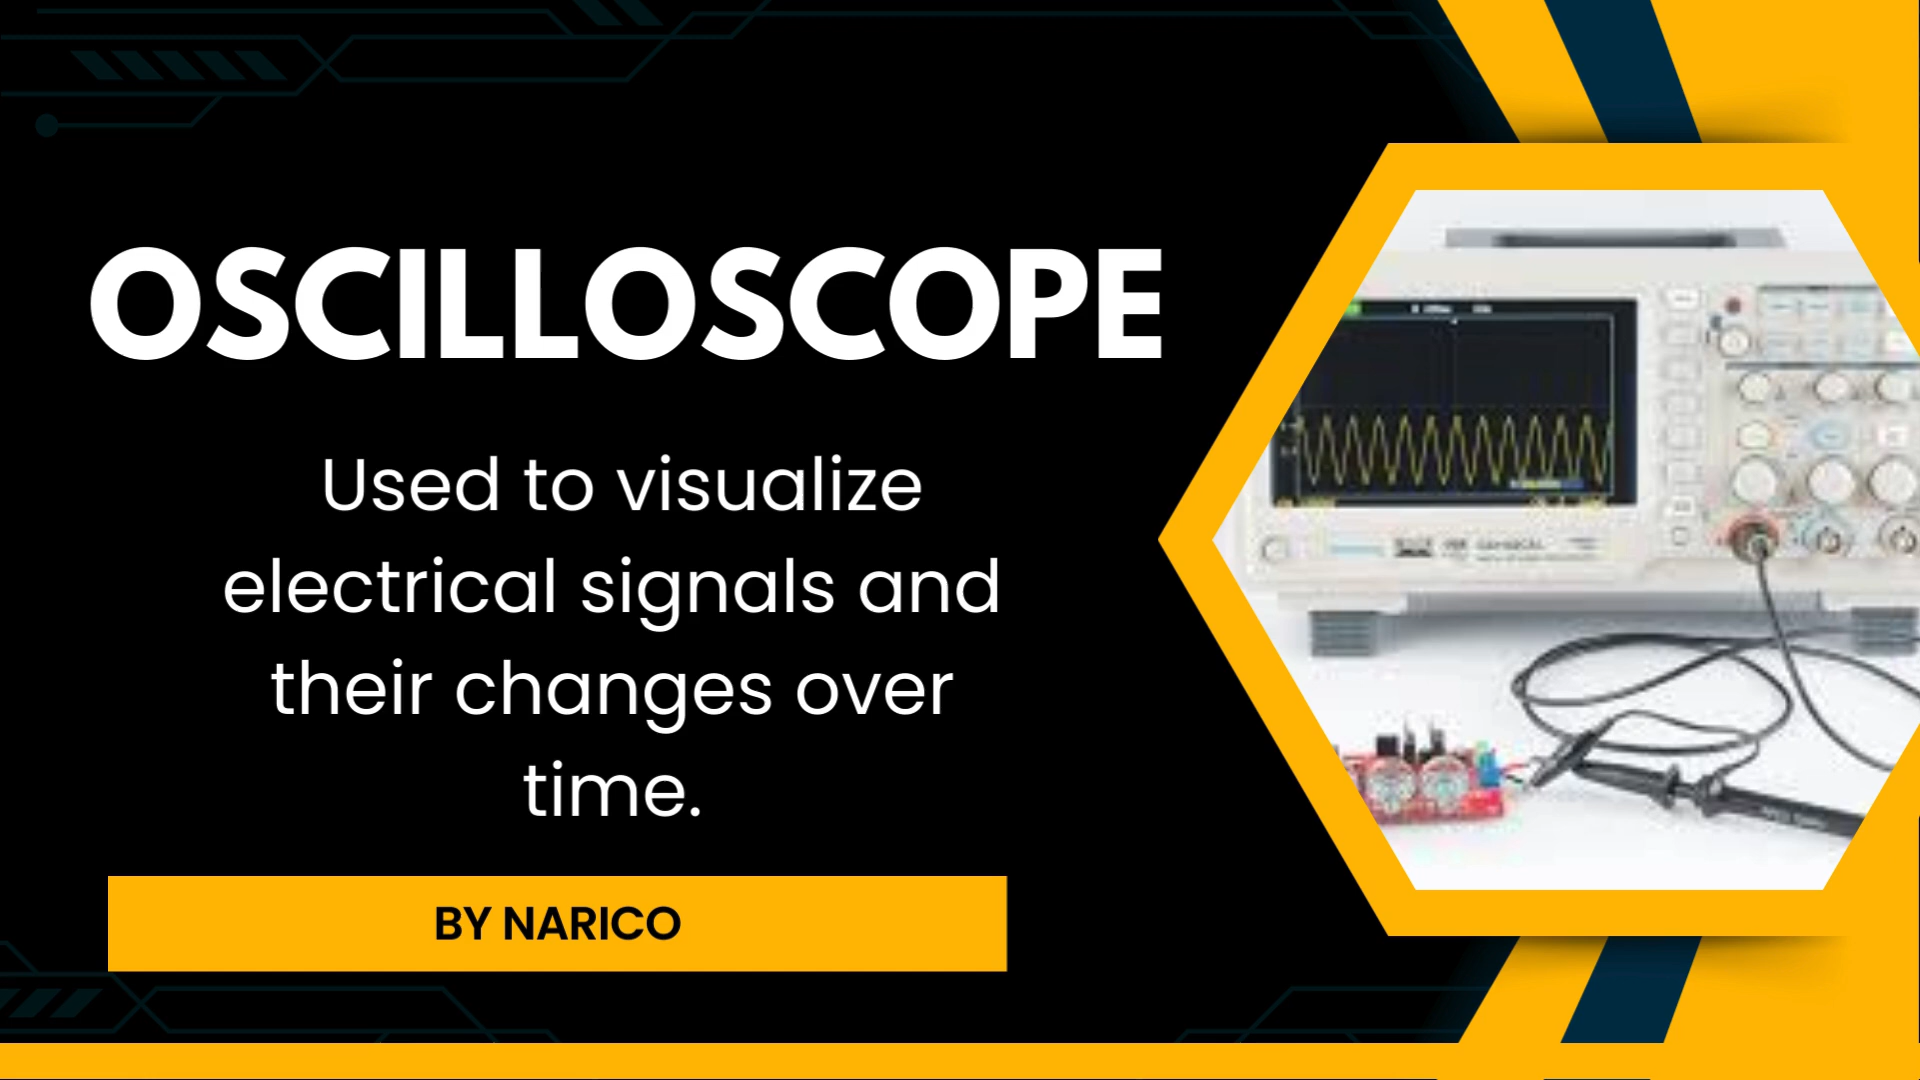 OSCILLOSCOPE
Used to visualize
electrical signals and
their changes over
time.
BY NARICO